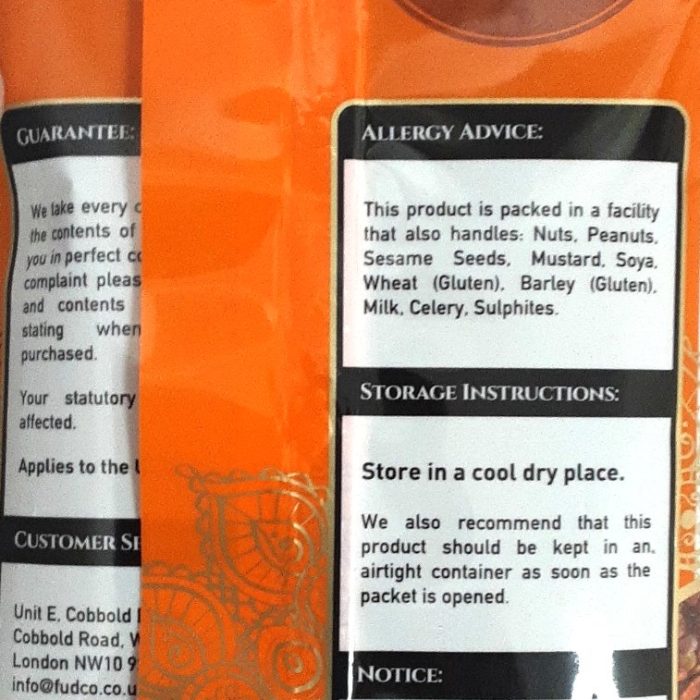 GUARANTEE:
We take every
the contents of
you in perfect
complaint
and contents
stating when
purchased.
Your statutory
affected.
Applies to the
CUSTOMER
Unit E, Cobbold
Cobbold Road,
London NW10
info@fudco.co.u
ALLERGY ADVICE:
This product is packed in a facility
that also handles: Nuts, Peanuts,
Sesame Seeds, Mustard, Soya,
Wheat (Gluten), Barley (Gluten),
Milk, Celery, Sulphites.
STORAGE INSTRUCTIONS:
Store in a cool dry place.
We also recommend that this
product should be kept in an.
airtight container as soon as the
packet is opened.
NOTICE: